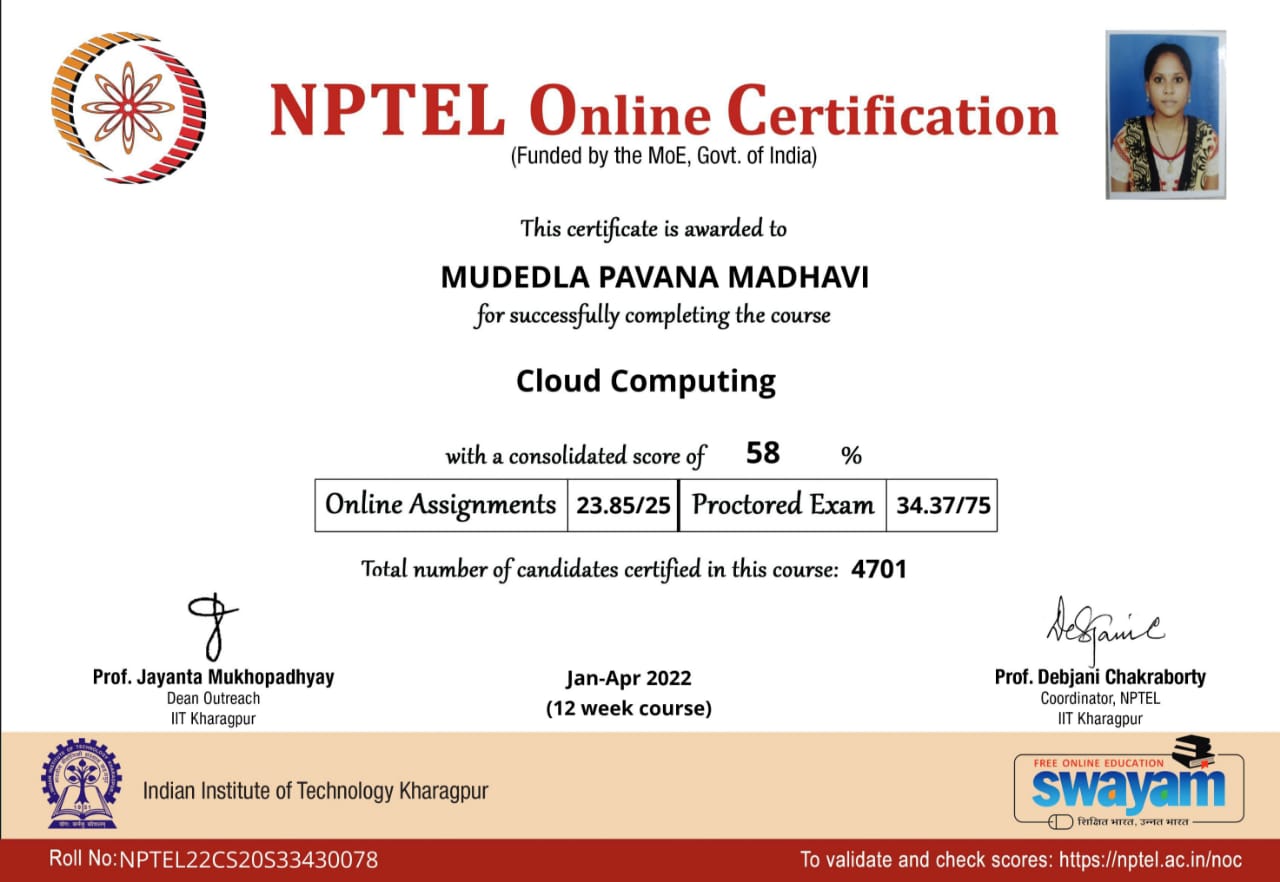 NPTEL Online Certification
(Funded by the MoE, Govt. of India)
This certificate is awarded to
MUDEDLA PAVANA MADHAVI
for successfully completing the course
Cloud Computing
with a consolidated score of 58 %
Online Assignments 23.85/25 Proctored Exam 34.37/75
Total number of candidates certified in this course: 4701
Prof. Jayanta Mukhopadhyay
Dean Outreach
IIT Kharagpur
Jan-Apr 2022
(12 week course)
Prof. Debjani Chakraborty
Coordinator, NPTEL
IIT Kharagpur
Indian Institute of Technology Kharagpur
FREE ONLINE EDUCATION
swayam
शिक्षित भारत, उन्नत भारत
Roll No: NPTEL22CS20S33430078
To validate and check scores: https://nptel.ac.in/noc